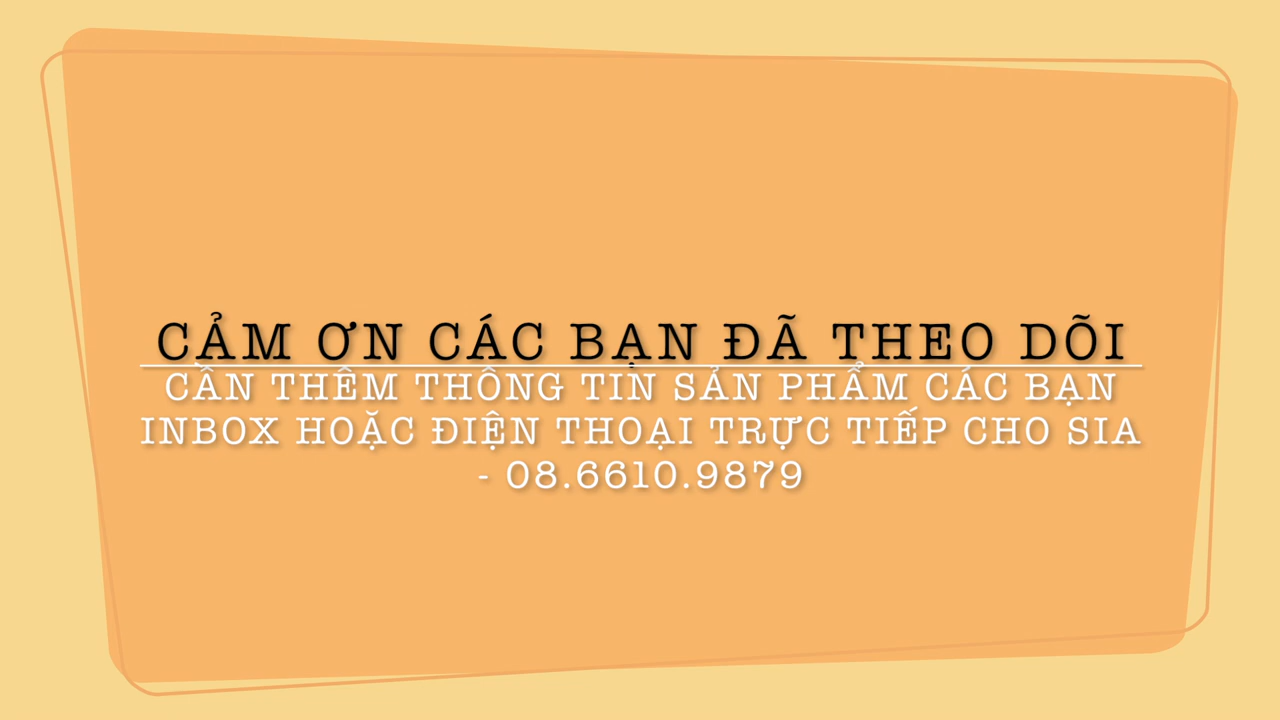 CẢM ƠN CÁC BẠN ĐÃ THEO DÕI
CẦN THÊM THÔNG TIN SẢN PHẨM CÁC BẠN
INBOX HOẶC ĐIỆN THOẠI TRỰC TIẾP CHO SIA
- 08.6610.9879